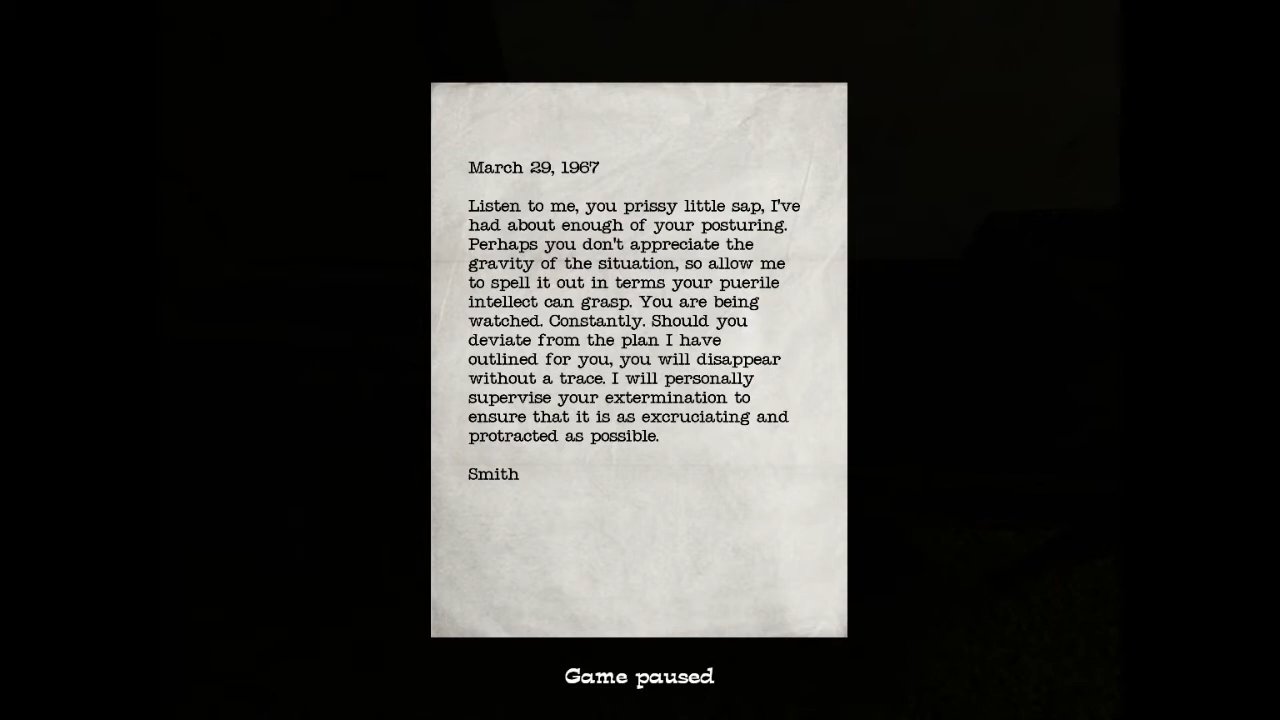 March 29, 1967
Listen to me, you prissy little sap, I've
had about enough of your posturing.
Perhaps you don't appreciate the
gravity of the situation, so allow me
to spell it out in terms your puerile
intellect can grasp. You are being
watched. Constantly. Should you
deviate from the plan I have
outlined for you, you will disappear
without a trace. I will personally
supervise your extermination to
ensure that it is as excruciating and
protracted as possible.
Smith
Game paused